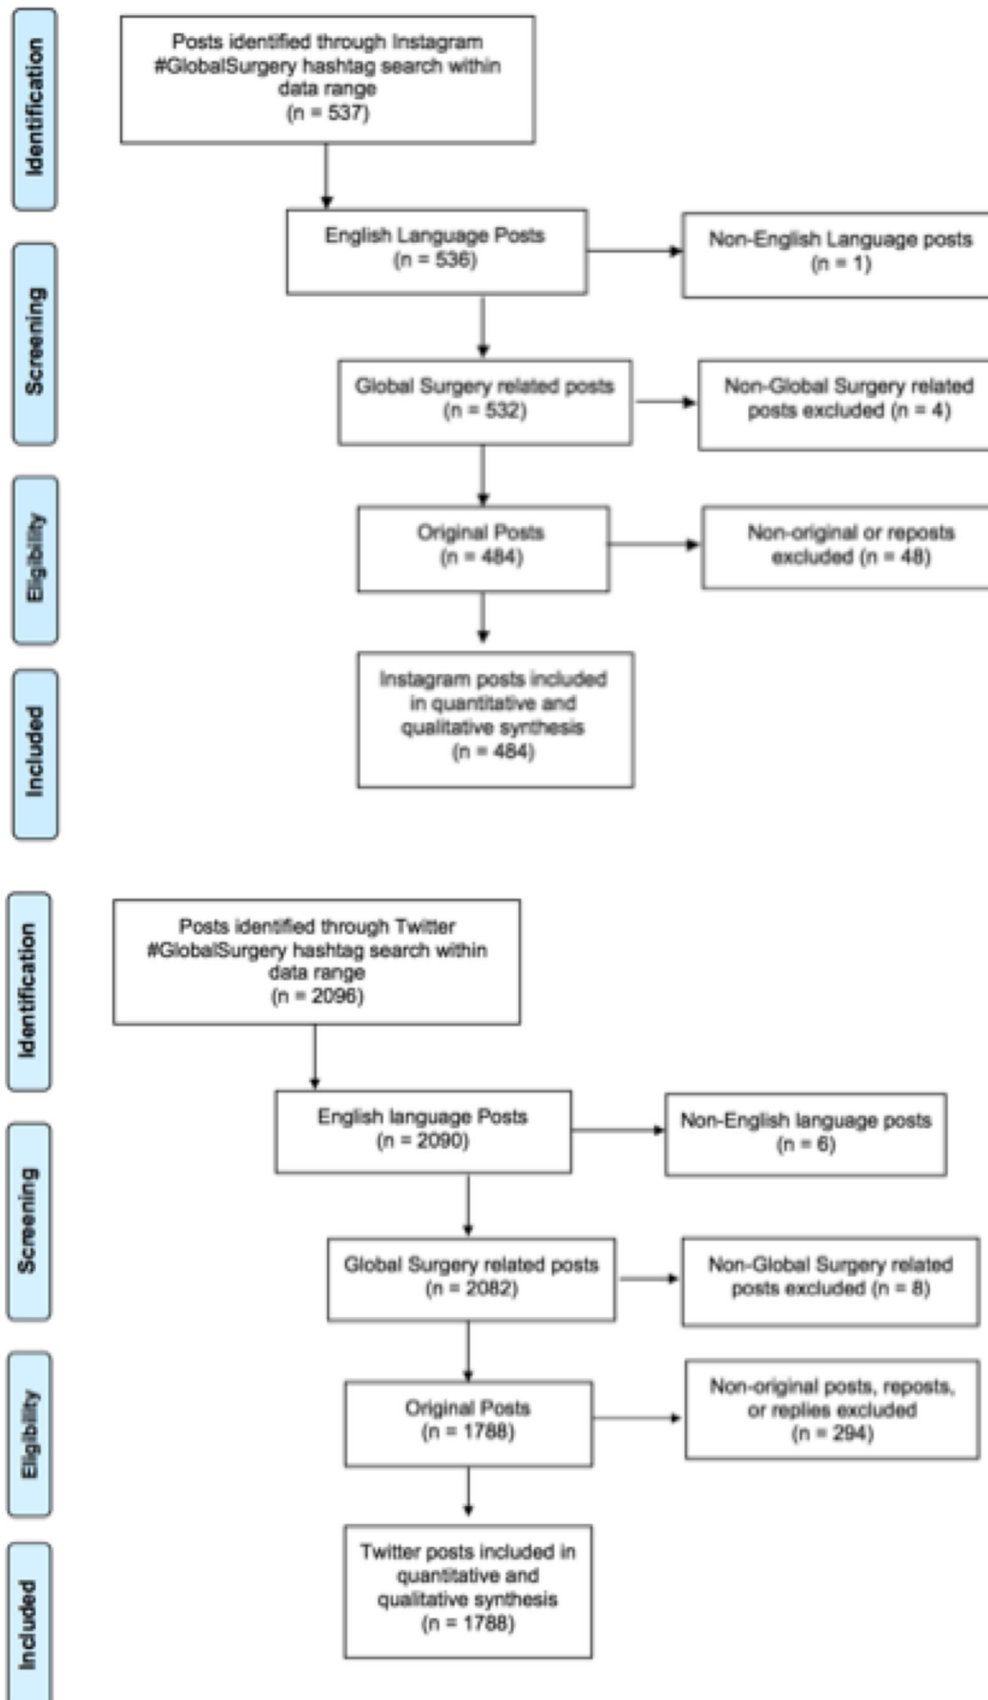 Identification
Posts identified through Instagram
#GlobalSurgery hashtag search within
data range
(n = 537)
Screening
English Language Posts
(n = 536)
Non-English Language posts
(n = 1)
Global Surgery related posts
(n = 532)
Non-Global Surgery related
posts excluded (n = 4)
Eligibility
Original Posts
(n = 484)
Non-original or reposts
excluded (n = 48)
Included
Instagram posts included
in quantitative and
qualitative synthesis
(n = 484)
Identification
Posts identified through Twitter
#GlobalSurgery hashtag search within
data range
(n = 2096)
Screening
English language Posts
(n = 2090)
Non-English language posts
(n = 6)
Global Surgery related posts
(n = 2082)
Non-Global Surgery related
posts excluded (n = 8)
Eligibility
Original Posts
(n = 1788)
Non-original posts, reposts,
or replies excluded
(n = 294)
Included
Twitter posts included in
quantitative and
qualitative synthesis
(n = 1788)